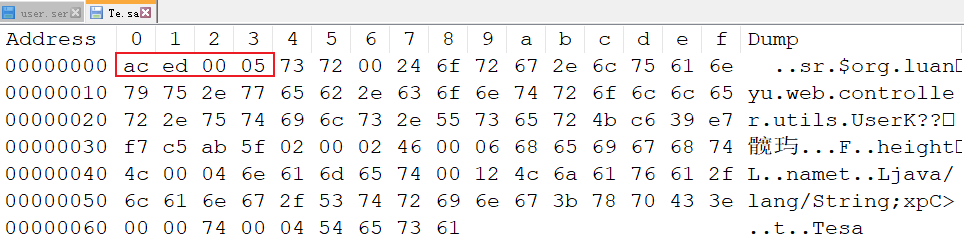 user.ser Te.sa
Address 0 1 2 3 4 5 6 7 8 9 a b c d e f Dump
00000000 ac ed 00 05 73 72 00 24 6f 72 67 2e 6c 75 61 6e ..sr.$org.luan
00000010 79 75 2e 77 65 62 2e 63 6f 6e 74 72 6f 6c 6c 65 yu.web.controlle
00000020 72 2e 75 74 69 6c 73 2e 55 73 65 72 4b c6 39 e7 r.utils.UserK??
00000030 f7 c5 ab 5f 02 00 02 46 00 06 68 65 69 67 68 74 ...F..height
00000040 4c 00 04 6e 61 6d 65 74 00 12 4c 6a 61 76 61 2f L..namet..Ljava/
00000050 6c 61 6e 67 2f 53 74 72 69 6e 67 3b 78 70 43 3e lang/String;xpC>
00000060 00 00 74 00 04 54 65 73 61 ..t..Tesa